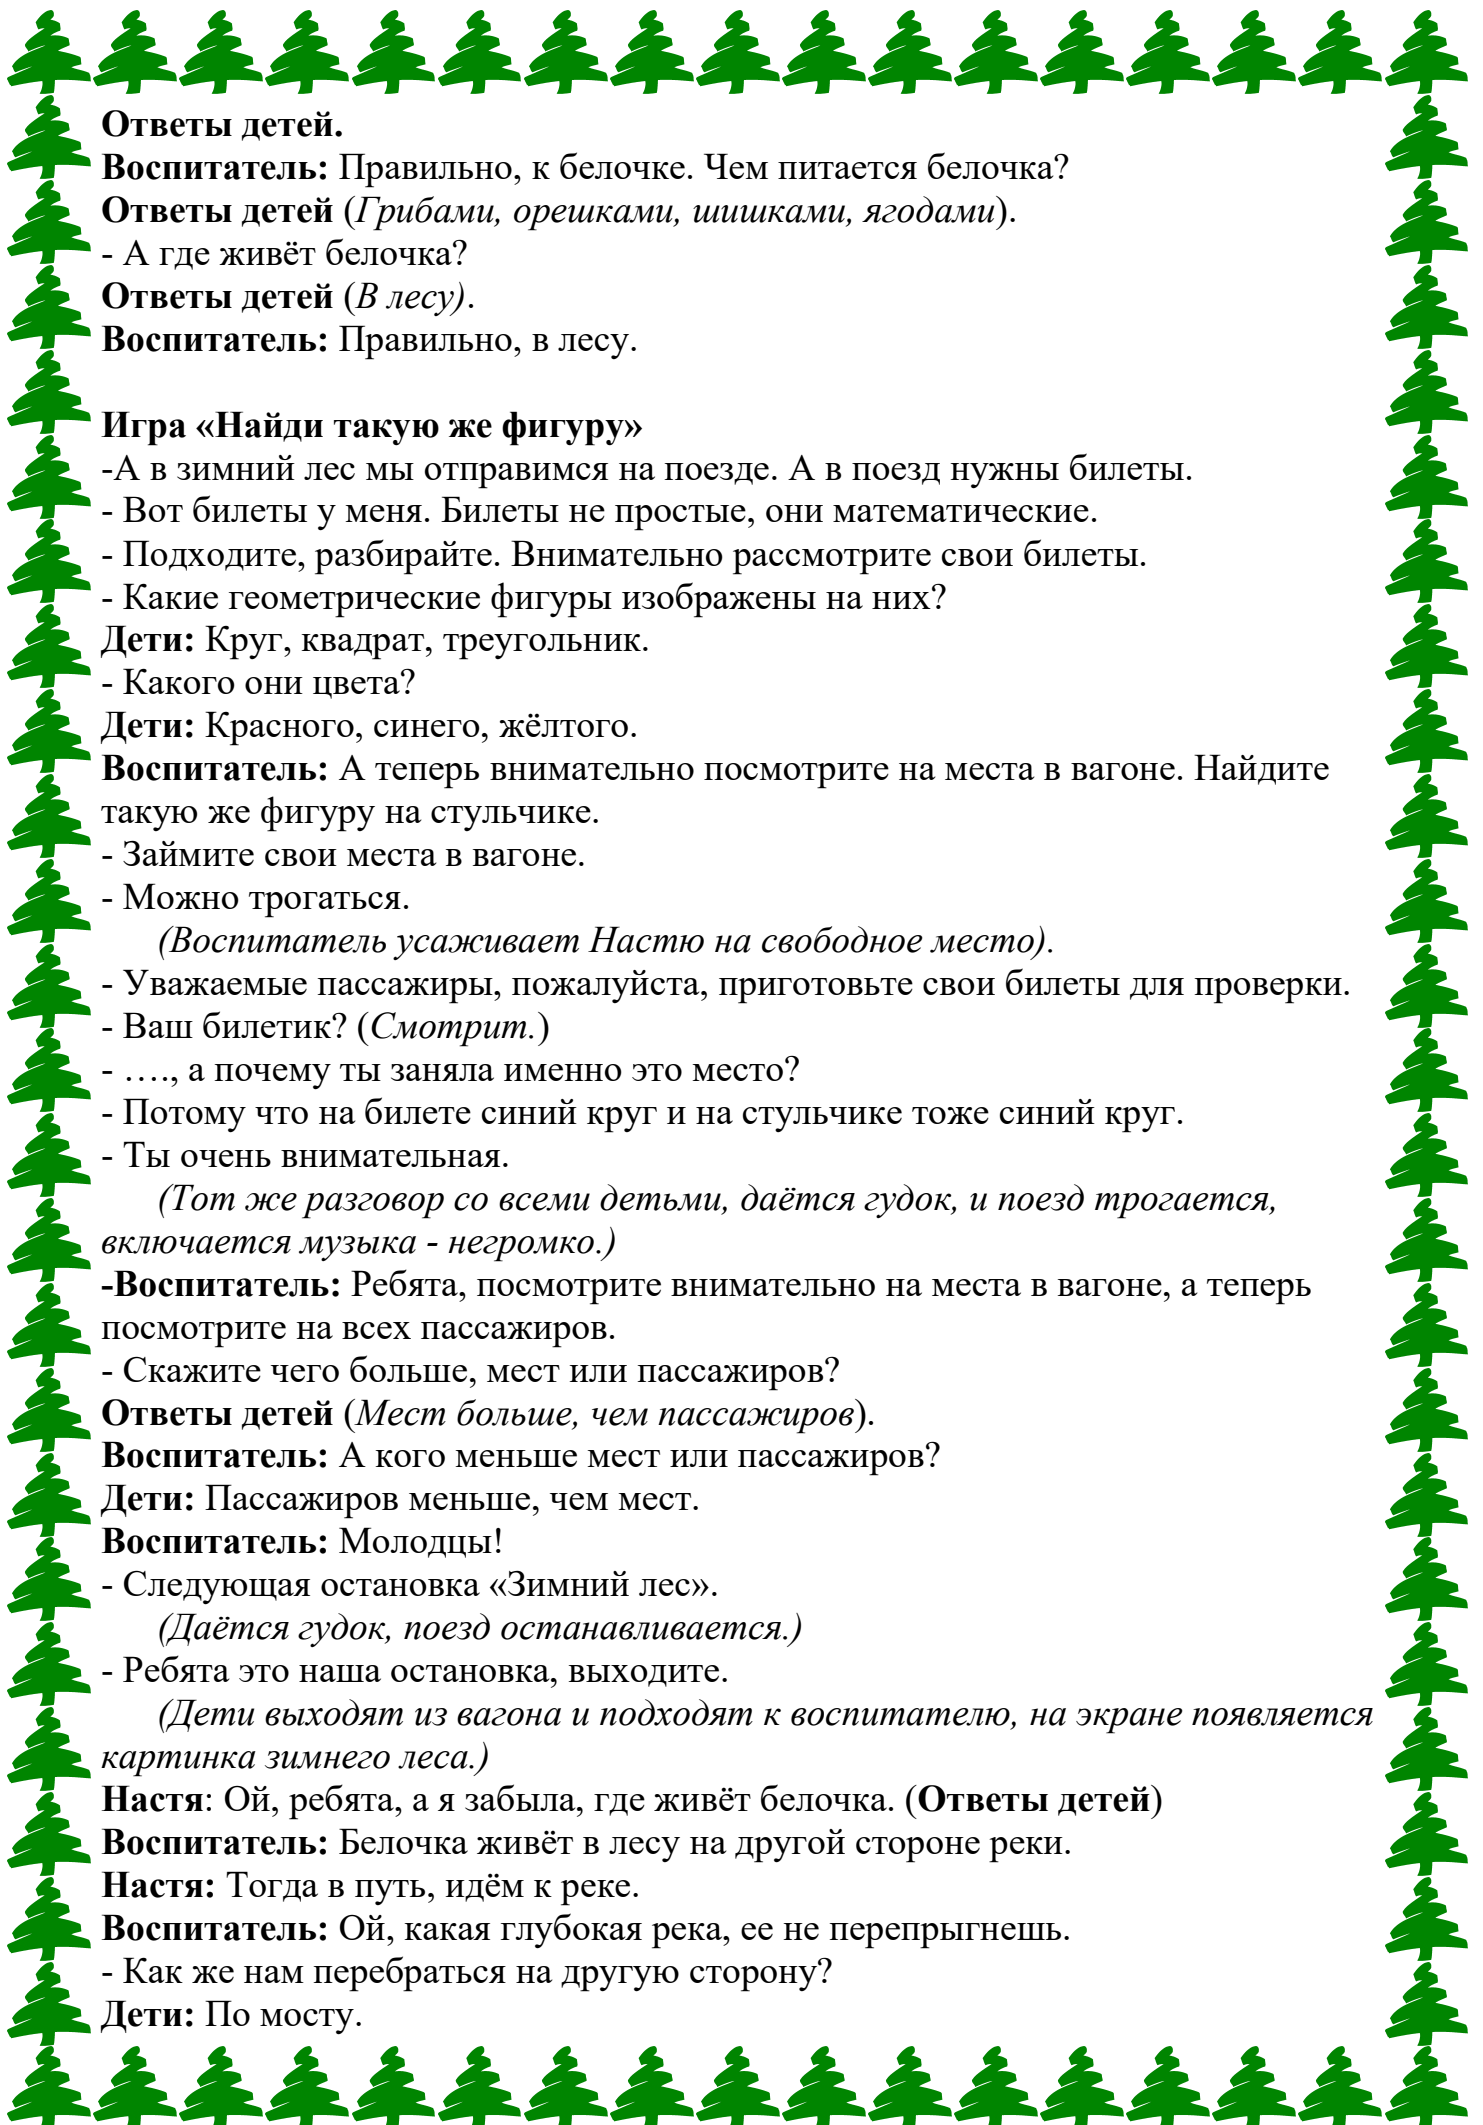 Ответы детей.
Воспитатель: Правильно, к белочке. Чем питается белочка?
Ответы детей (Грибами, орешками, шишками, ягодами).
- А где живёт белочка?
Ответы детей (В лесу).
Воспитатель: Правильно, в лесу.
Игра «Найди такую же фигуру»
-А в зимний лес мы отправимся на поезде. А в поезд нужны билеты.
- Вот билеты у меня. Билеты не простые, они математические.
- Подходите, разбирайте. Внимательно рассмотрите свои билеты.
- Какие геометрические фигуры изображены на них?
Дети: Круг, квадрат, треугольник.
- Какого они цвета?
Дети: Красного, синего, жёлтого.
Воспитатель: А теперь внимательно посмотрите на места в вагоне. Найдите
такую же фигуру на стульчике.
- Займите свои места в вагоне.
- Можно трогаться.
(Воспитатель усаживает Настю на свободное место).
- Уважаемые пассажиры, пожалуйста, приготовьте свои билеты для проверки.
- Ваш билетик? (Смотрит.)
- …., а почему ты заняла именно это место?
- Потому что на билете синий круг и на стульчике тоже синий круг.
- Ты очень внимательная.
(Тот же разговор со всеми детьми, даётся гудок, и поезд трогается,
включается музыка - негромко.)
-Воспитатель: Ребята, посмотрите внимательно на места в вагоне, а теперь
посмотрите на всех пассажиров.
- Скажите чего больше, мест или пассажиров?
Ответы детей (Мест больше, чем пассажиров).
Воспитатель: А кого меньше мест или пассажиров?
Дети: Пассажиров меньше, чем мест.
Воспитатель: Молодцы!
- Следующая остановка «Зимний лес».
(Даётся гудок, поезд останавливается.)
- Ребята это наша остановка, выходите.
(Дети выходят из вагона и подходят к воспитателю, на экране появляется
картинка зимнего леса.)
Настя: Ой, ребята, а я забыла, где живёт белочка. (Ответы детей)
Воспитатель: Белочка живёт в лесу на другой стороне реки.
Настя: Тогда в путь, идём к реке.
Воспитатель: Ой, какая глубокая река, ее не перепрыгнешь.
- Как же нам перебраться на другую сторону?
Дети: По мосту.